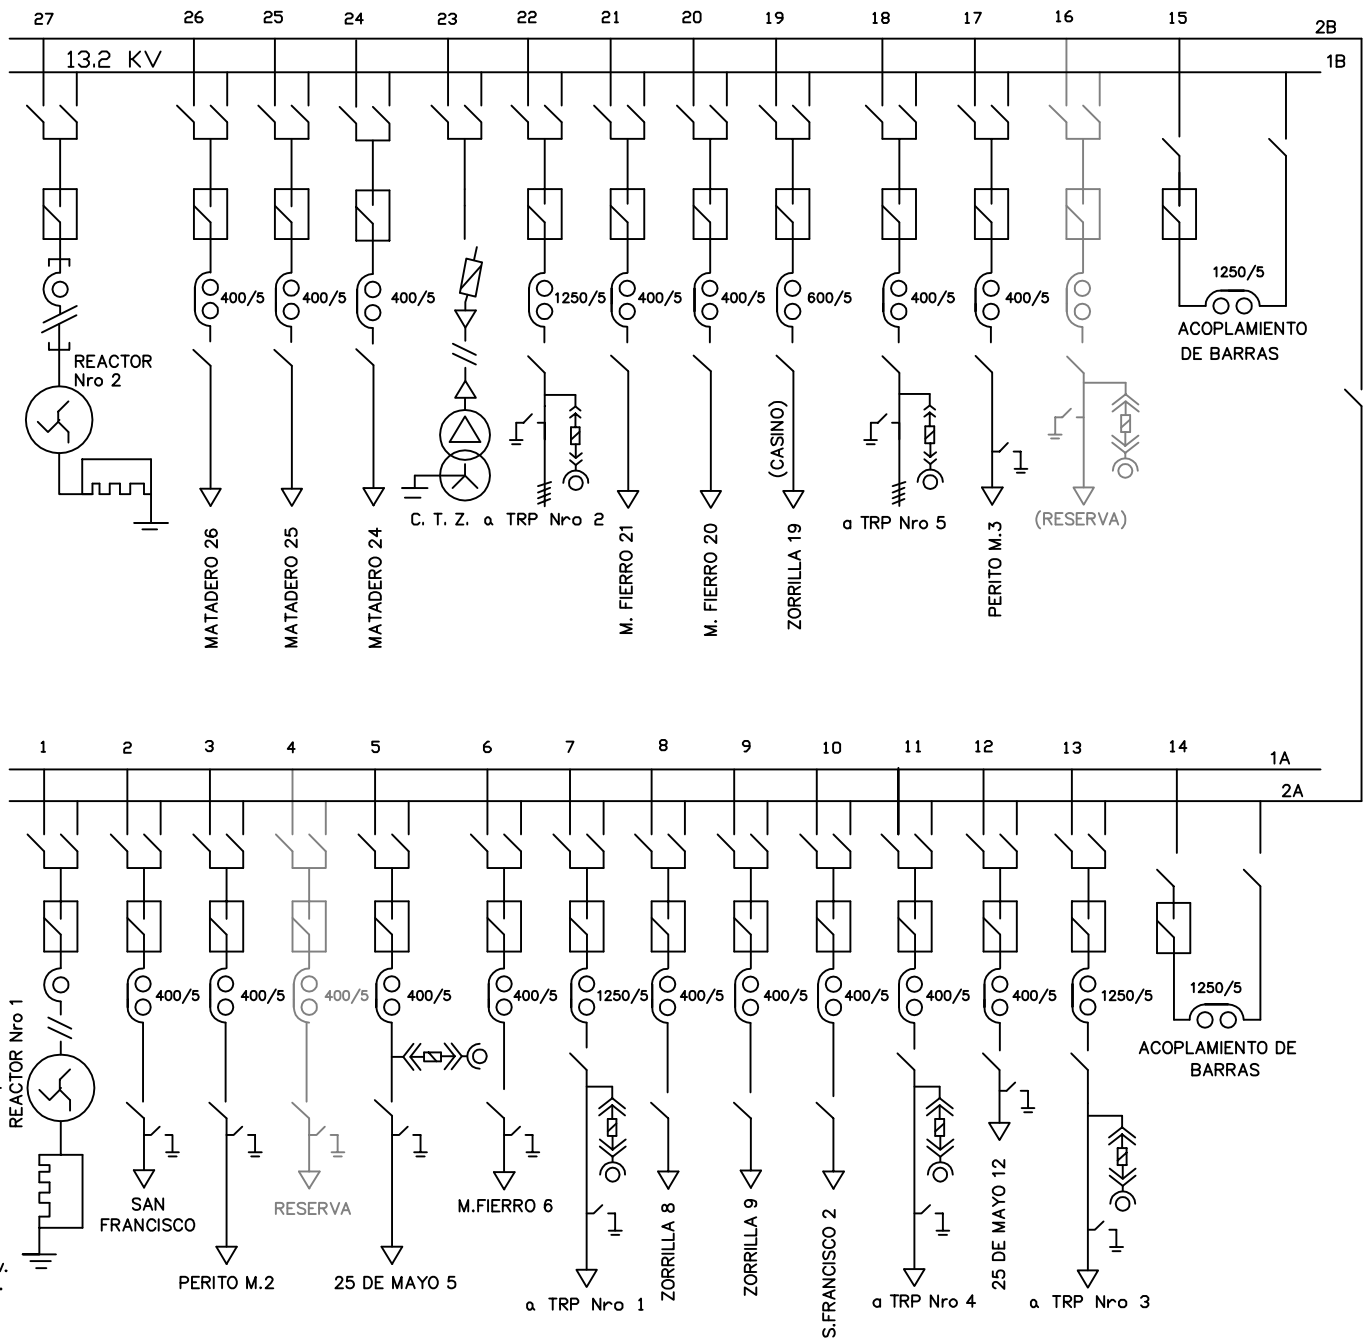 27 26 25 24 23 22 21 20 19 18 17 16 15
2B
13.2 KV
1B
400/5 400/5 400/5 1250/5 400/5 400/5 600/5 400/5 400/5
1250/5
ACOPLAMIENTO
DE BARRAS
REACTOR
Nro 2
(CASINO)
C. T. Z.
a TRP Nro 2
a TRP Nro 5
(RESERVA)
MATADERO 26
MATADERO 25
MATADERO 24
M. FIERRO 21
M. FIERRO 20
ZORRILLA 19
PERITO M.3
1 2 3 4 5 6 7 8 9 10 11 12 13 14
1A
2A
400/5 400/5 400/5 400/5 400/5 1250/5 400/5 400/5 400/5 400/5 400/5 1250/5
1250/5
ACOPLAMIENTO DE
BARRAS
REACTOR Nro 1
SAN
FRANCISCO
PERITO M.2
RESERVA
25 DE MAYO 5
M.FIERRO 6
a TRP Nro 1
ZORRILLA 8
ZORRILLA 9
S.FRANCISCO 2
a TRP Nro 4
25 DE MAYO 12
a TRP Nro 3